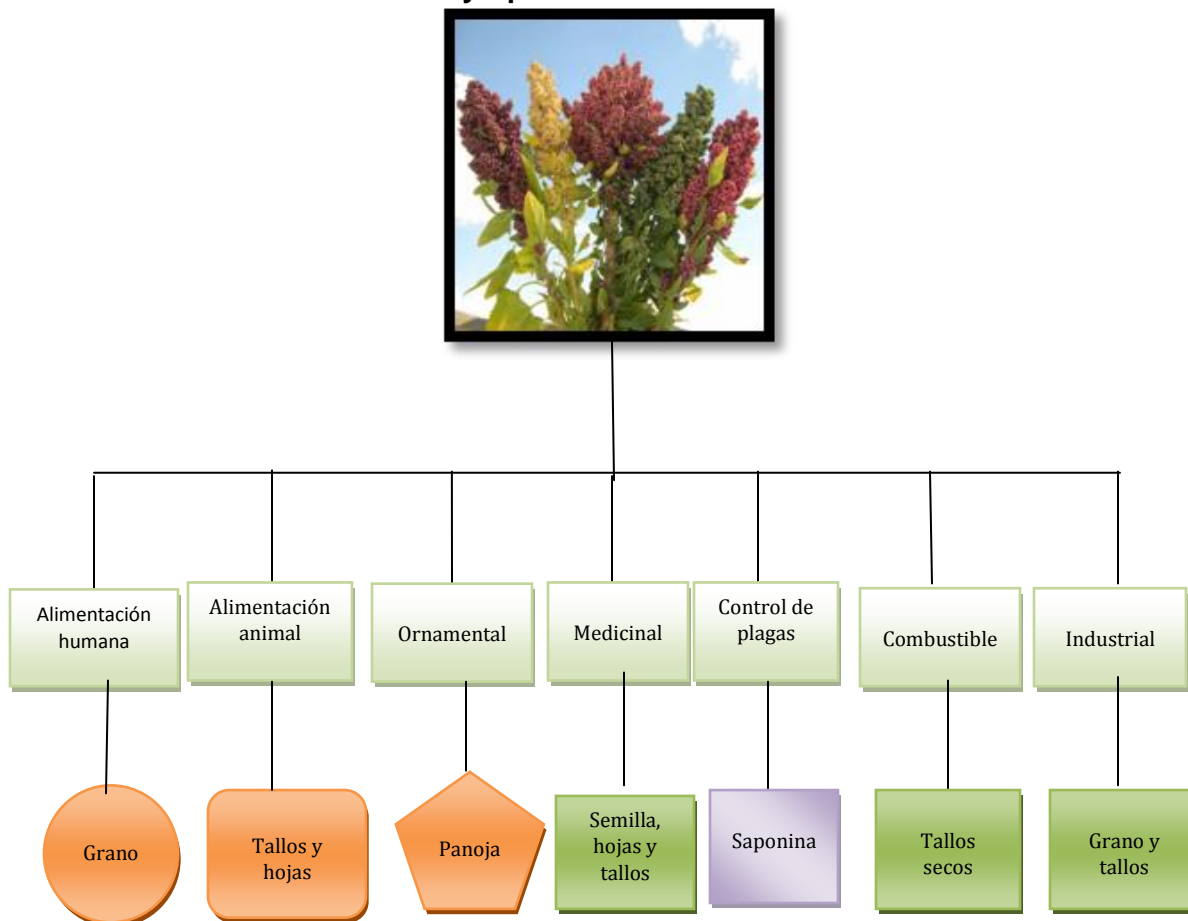 Alimentación
humana
Alimentación
animal
Ornamental
Medicinal
Control de
plagas
Combustible
Industrial
Grano
Tallos y
hojas
Panoja
Semilla,
hojas y
tallos
Saponina
Tallos
secos
Grano y
tallos